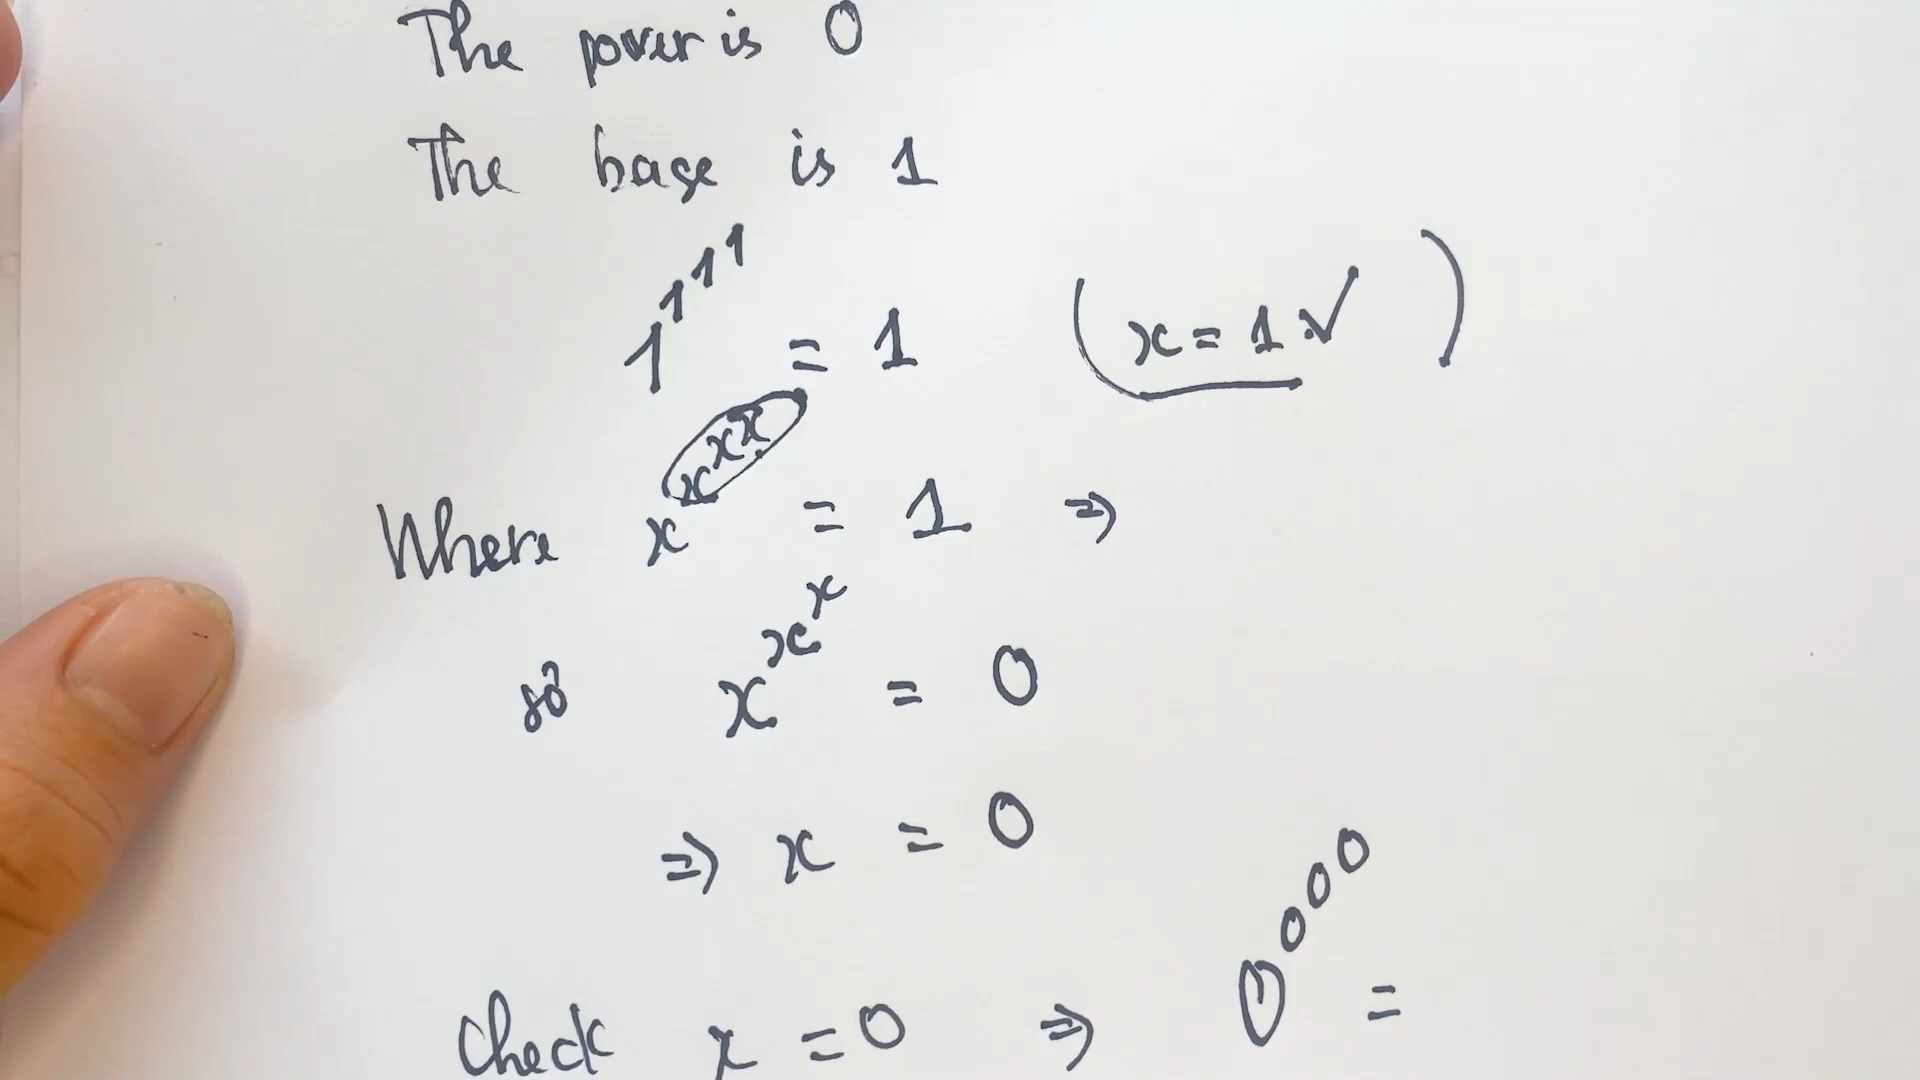 The power is 0
The base is 1
1^1^1^1 = 1 (x = 1 ✓)
Where x^x^x^x = 1 ⇒
so x^x^x = 0
⇒ x = 0
Check x = 0 ⇒ 0^0^0^0 =